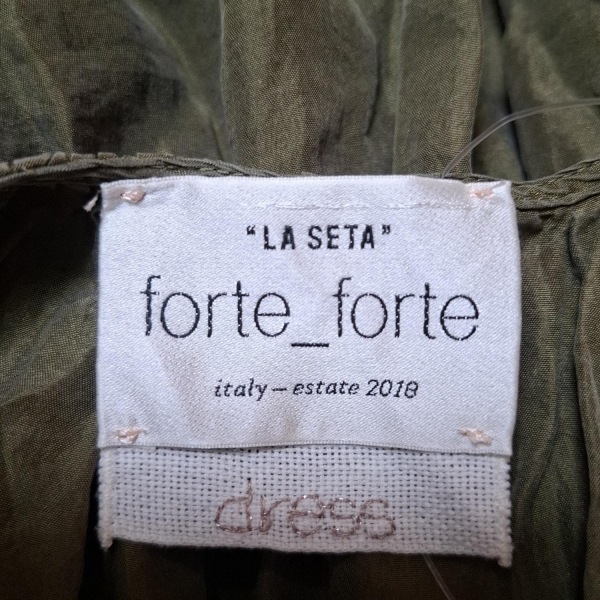 “LA SETA”
forte_forte
italy – estate 2018
dress